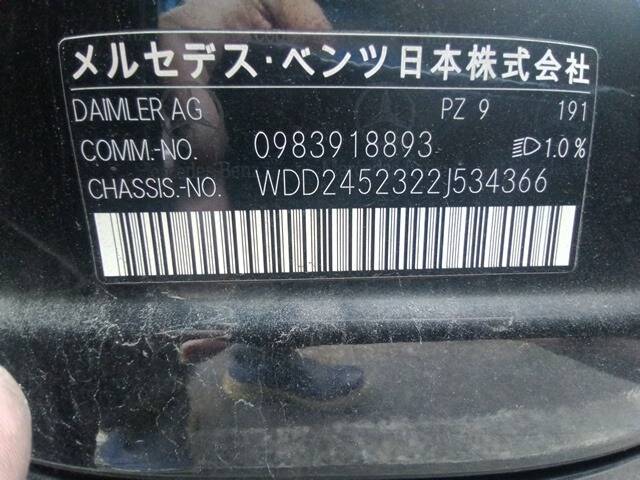 メルセデス・ベンツ日本株式会社
DAIMLER AG PZ 9 191
COMM.-NO. 0983918893 1.0%
CHASSIS.-NO. WDD2452322J534366